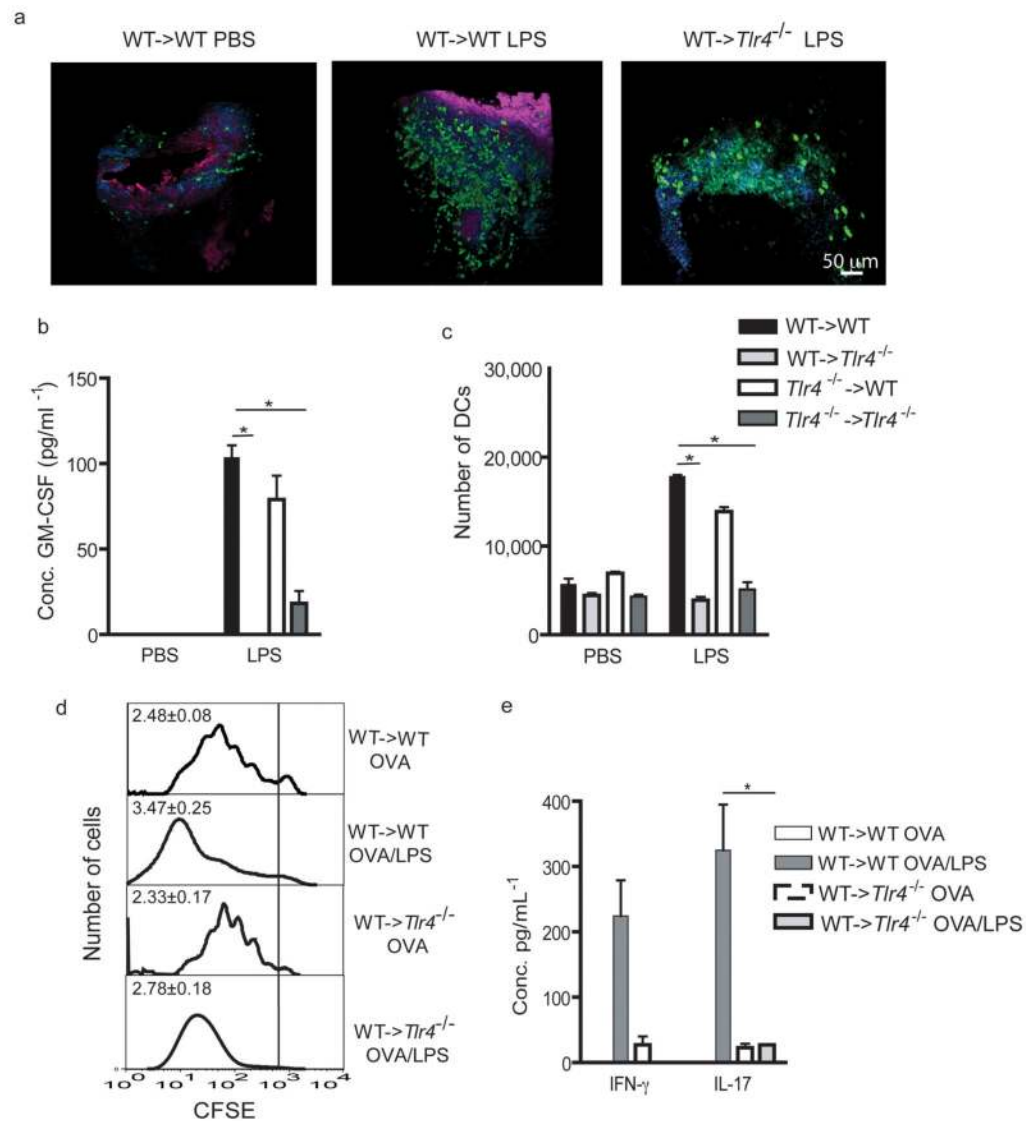 a
WT->WT PBS
WT->WT LPS
WT->Tlr4-/- LPS
50 µm
b
Conc. GM-CSF (pg/ml -1)
150
100
50
0
PBS
LPS
*
*
c
WT->WT
WT->Tlr4-/-
Tlr4-/- ->WT
Tlr4-/- ->Tlr4-/-
Number of DCs
30,000
20,000
10,000
0
PBS
LPS
*
*
d
Number of cells
2.48±0.08
WT->WT
OVA
3.47±0.25
WT->WT
OVA/LPS
2.33±0.17
WT->Tlr4-/-
OVA
2.78±0.18
WT->Tlr4-/-
OVA/LPS
0
10^0 10^1 10^2 10^3 10^4
CFSE
e
Conc. pg/mL-1
400
300
200
100
0
IFN-γ
IL-17
*
WT->WT OVA
WT->WT OVA/LPS
WT->Tlr4-/- OVA
WT->Tlr4-/- OVA/LPS